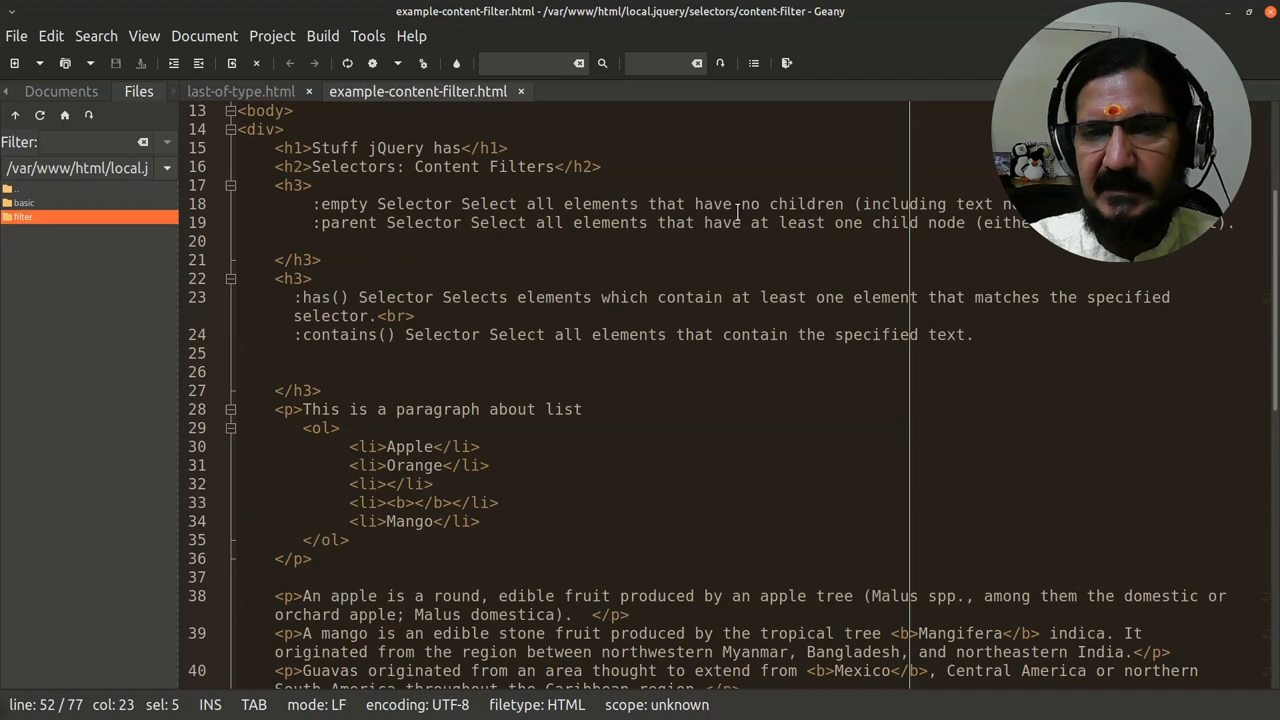 example-content-filter.html - /var/www/html/local.jquery/selectors/content-filter - Geany
File Edit Search View Document Project Build Tools Help
Documents Files last-of-type.html × example-content-filter.html ×
Filter:
/var/www/html/local.j
..
basic
filter
13 <body>
14 <div>
15 <h1>Stuff jQuery has</h1>
16 <h2>Selectors: Content Filters</h2>
17 <h3>
18 :empty Selector Select all elements that have no children (including text
19 :parent Selector Select all elements that have at least one child node ).
20
21 </h3>
22 <h3>
23 :has() Selector Selects elements which contain at least one element that matches the specified
selector.<br>
24 :contains() Selector Select all elements that contain the specified text.
25
26
27 </h3>
28 <p>This is a paragraph about list
29 <ol>
30 <li>Apple</li>
31 <li>Orange</li>
32 <li></li>
33 <li><b></b></li>
34 <li>Mango</li>
35 </ol>
36 </p>
37
38 <p>An apple is a round, edible fruit produced by an apple tree (Malus spp., among them the domestic or
orchard apple; Malus domestica). </p>
39 <p>A mango is an edible stone fruit produced by the tropical tree <b>Mangifera</b> indica. It
originated from the region between northwestern Myanmar, Bangladesh, and northeastern India.</p>
40 <p>Guavas originated from an area thought to extend from <b>Mexico</b>, Central America or northern
South America throughout the Caribbean region.</p>
line: 52 / 77 col: 23 sel: 5 INS TAB mode: LF encoding: UTF-8 filetype: HTML scope: unknown